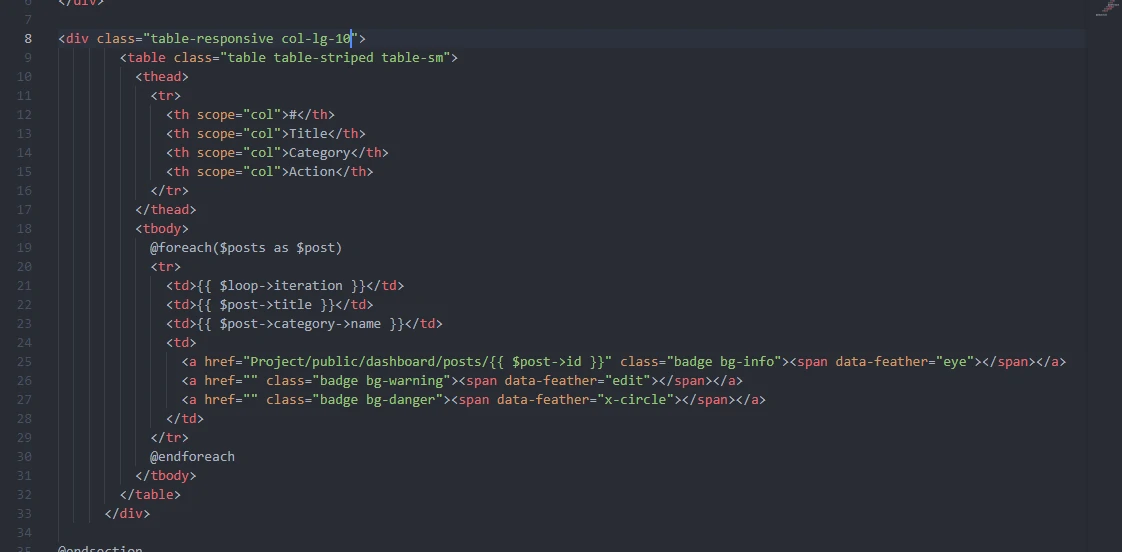 6 </div>
7
8 <div class="table-responsive col-lg-10">
9 <table class="table table-striped table-sm">
10 <thead>
11 <tr>
12 <th scope="col">#</th>
13 <th scope="col">Title</th>
14 <th scope="col">Category</th>
15 <th scope="col">Action</th>
16 </tr>
17 </thead>
18 <tbody>
19 @foreach($posts as $post)
20 <tr>
21 <td>{{ $loop->iteration }}</td>
22 <td>{{ $post->title }}</td>
23 <td>{{ $post->category->name }}</td>
24 <td>
25 <a href="Project/public/dashboard/posts/{{ $post->id }}" class="badge bg-info"><span data-feather="eye"></span></a>
26 <a href="" class="badge bg-warning"><span data-feather="edit"></span></a>
27 <a href="" class="badge bg-danger"><span data-feather="x-circle"></span></a>
28 </td>
29 </tr>
30 @endforeach
31 </tbody>
32 </table>
33 </div>
34
35 @endsection